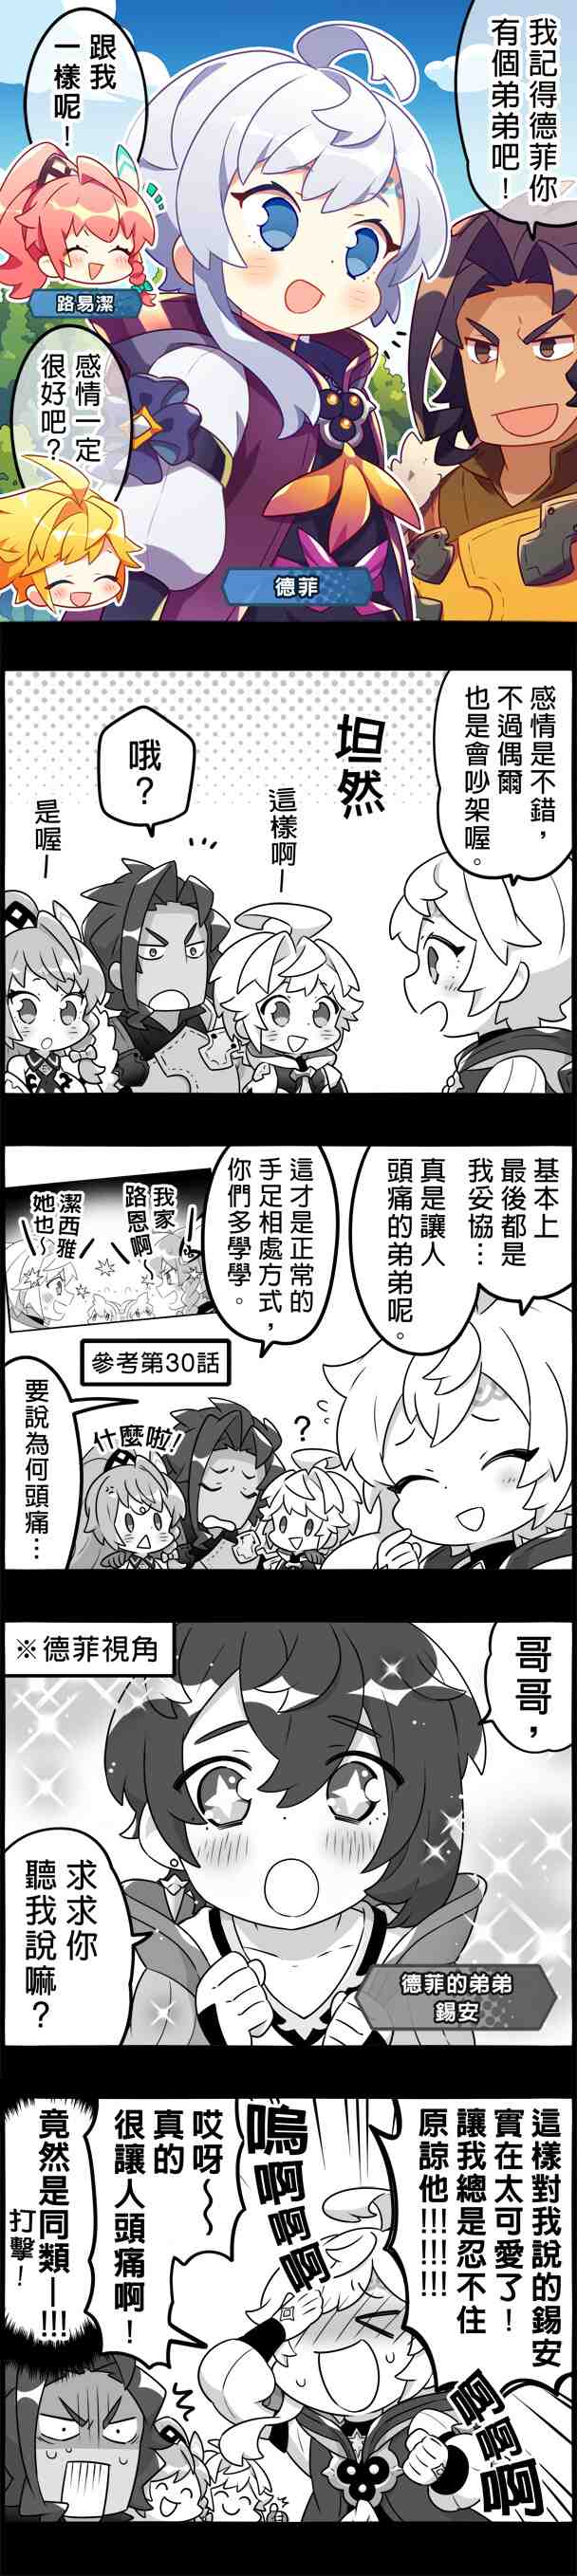 我記得德菲你
有個弟弟吧！
跟我
一樣呢！
路易潔
感情一定
很好吧？
德菲
感情是不錯，
不過偶爾
也是會吵架喔。
坦然
這樣啊—
哦？
是喔—
基本上
最後都是
我妥協…
真是讓人
頭痛的弟弟呢。
這才是正常的
手足相處方式，
你們多學學。
我家
路恩啊~
潔西雅
她也~
參考第30話
？
什麼啦!
要說為何頭痛…
※德菲視角
哥哥，
求求你
聽我說嘛？
德菲的弟弟
錫安
這樣對我說的錫安
實在太可愛了！
讓我總是忍不住
原諒他!!!!!!!
嗚啊啊啊
哎呀~
真的
很讓人頭痛啊！
竟然是同類—!!!
打擊！